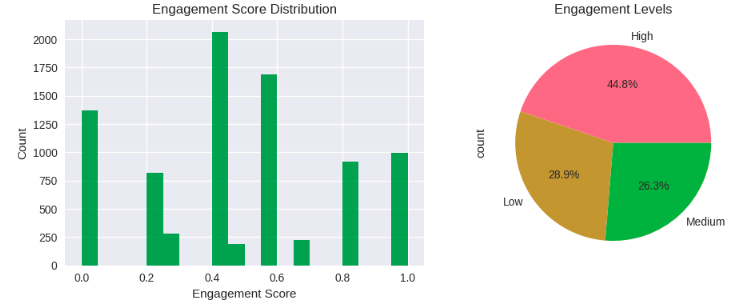 Engagement Score Distribution
Count
2000
1750
1500
1250
1000
750
500
250
0
0.0 0.2 0.4 0.6 0.8 1.0
Engagement Score
Engagement Levels
count
High
44.8%
28.9%
26.3%
Low
Medium